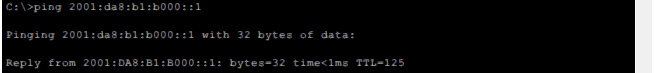 C:\>ping 2001:da8:b1:b000::1
Pinging 2001:da8:b1:b000::1 with 32 bytes of data:
Reply from 2001:DA8:B1:B000::1: bytes=32 time<1ms TTL=125